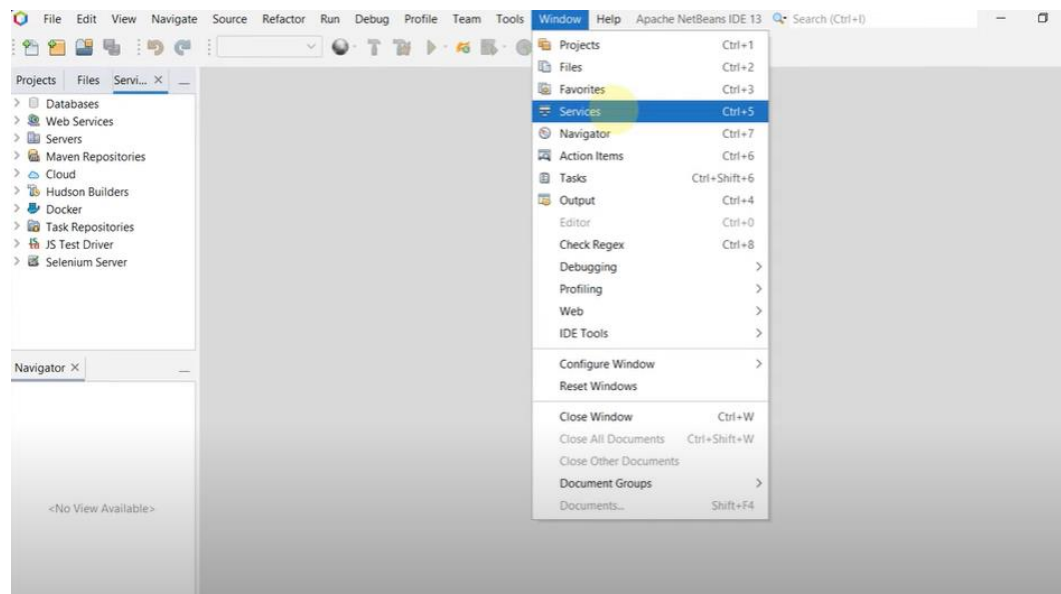 File Edit View Navigate Source Refactor Run Debug Profile Team Tools Window Help Apache NetBeans IDE 13 Search (Ctrl+I)
Projects Files Servi...
Databases
Web Services
Servers
Maven Repositories
Cloud
Hudson Builders
Docker
Task Repositories
JS Test Driver
Selenium Server
Navigator
<No View Available>
Projects Ctrl+1
Files Ctrl+2
Favorites Ctrl+3
Services Ctrl+5
Navigator Ctrl+7
Action Items Ctrl+6
Tasks Ctrl+Shift+6
Output Ctrl+4
Editor Ctrl+0
Check Regex Ctrl+8
Debugging
Profiling
Web
IDE Tools
Configure Window
Reset Windows
Close Window Ctrl+W
Close All Documents Ctrl+Shift+W
Close Other Documents
Document Groups
Documents... Shift+F4